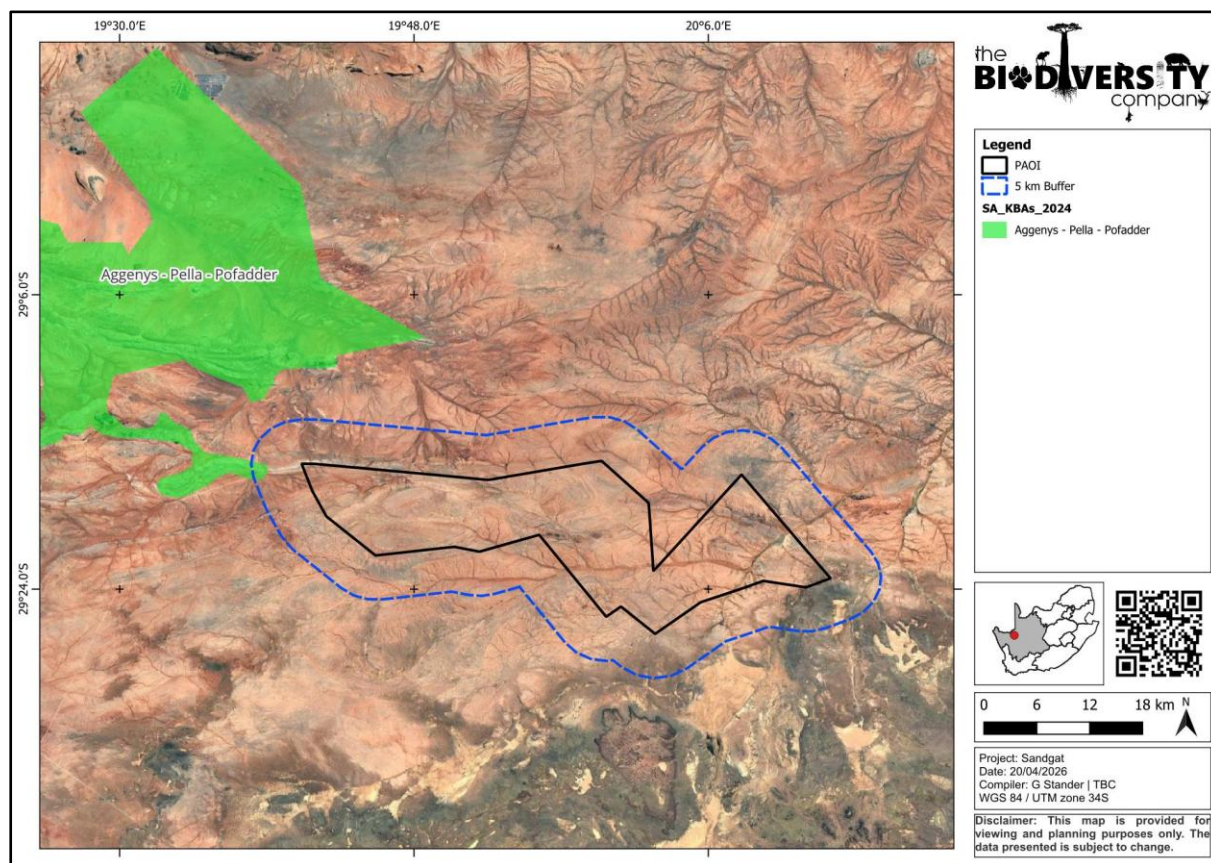 19°30.0'E 19°48.0'E 20°6.0'E
the
BIODIVERSITY
company
Legend
PAOI
5 km Buffer
SA_KBAs_2024
Aggenys - Pella - Pofadder
Aggenys - Pella - Pofadder
29°6.0'S
29°24.0'S
0 6 12 18 km N
Project: Sandgat
Date: 20/04/2026
Compiler: G Stander | TBC
WGS 84 / UTM zone 34S
Disclaimer: This map is provided for
viewing and planning purposes only. The
data presented is subject to change.